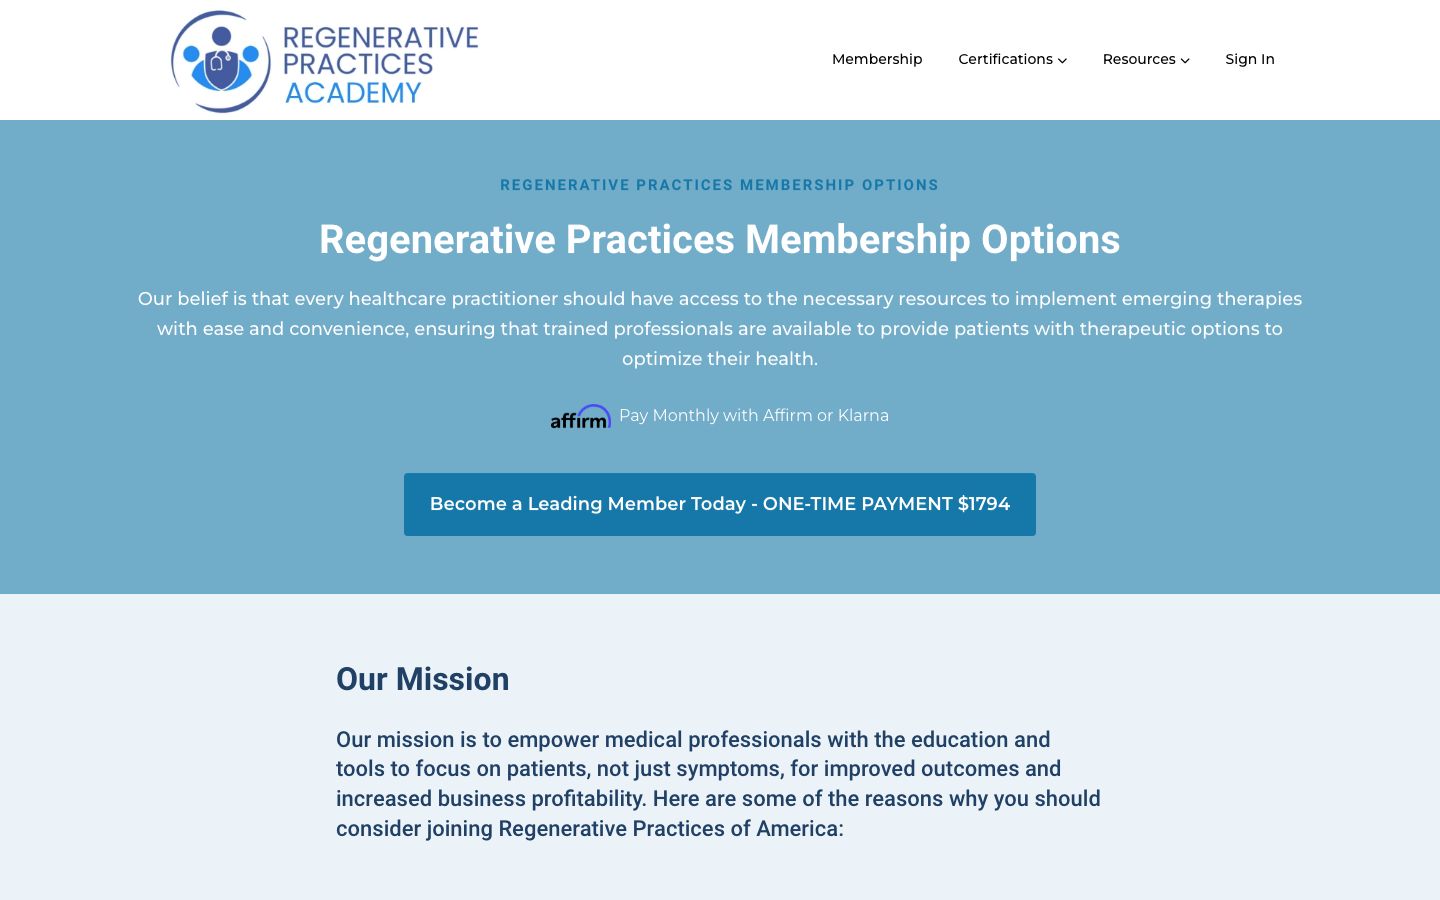 REGENERATIVE
PRACTICES
ACADEMY
Membership
Certifications
Resources
Sign In
REGENERATIVE PRACTICES MEMBERSHIP OPTIONS
Regenerative Practices Membership Options
Our belief is that every healthcare practitioner should have access to the necessary resources to implement emerging therapies
with ease and convenience, ensuring that trained professionals are available to provide patients with therapeutic options to
optimize their health.
affirm Pay Monthly with Affirm or Klarna
Become a Leading Member Today - ONE-TIME PAYMENT $1794
Our Mission
Our mission is to empower medical professionals with the education and
tools to focus on patients, not just symptoms, for improved outcomes and
increased business profitability. Here are some of the reasons why you should
consider joining Regenerative Practices of America: